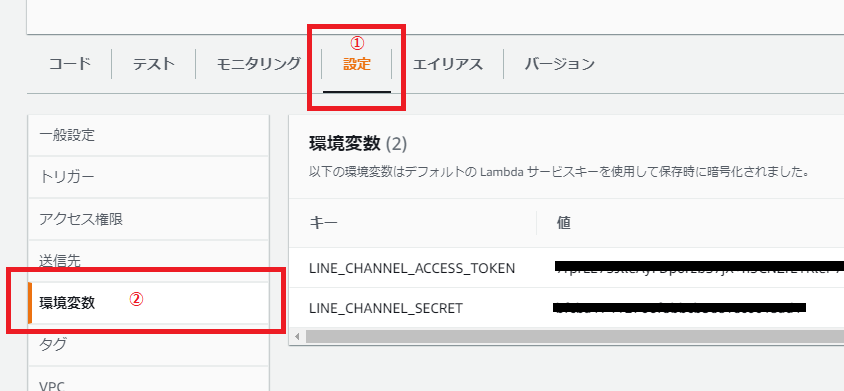 ①
コード テスト モニタリング 設定 エイリアス バージョン
一般設定
トリガー
アクセス権限
送信先
環境変数 ②
タグ
VPC
環境変数 (2)
以下の環境変数はデフォルトの Lambda サービスキーを使用して保存時に暗号化されました。
キー 値
LINE_CHANNEL_ACCESS_TOKEN
LINE_CHANNEL_SECRET